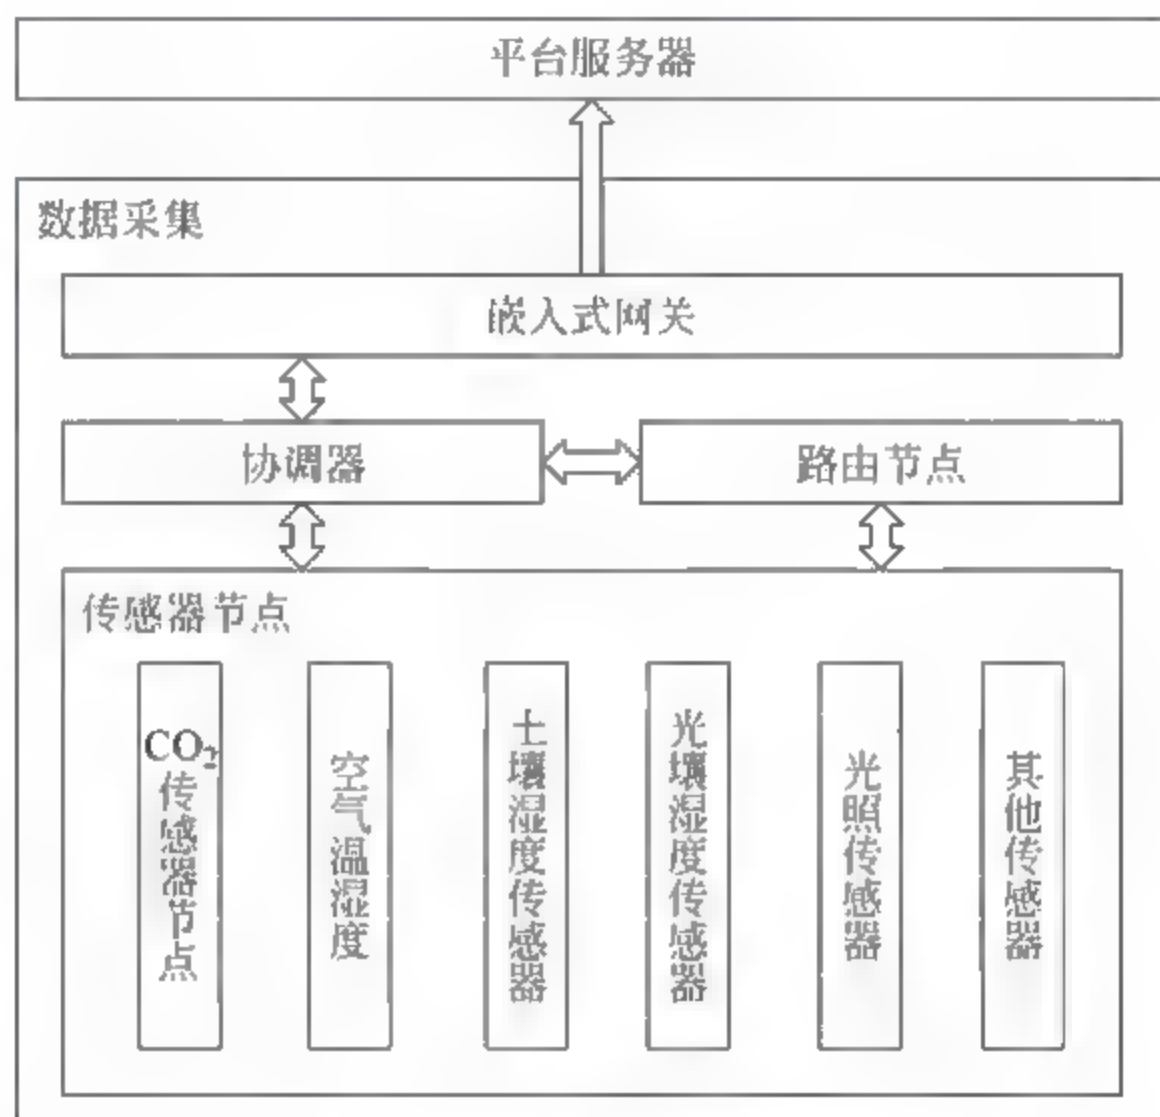 平台服务器
数据采集
嵌入式网关
协调器
路由节点
传感器节点
CO₂传感器节点
空气温湿度
土壤湿度传感器
光壤湿度传感器
光照传感器
其他传感器